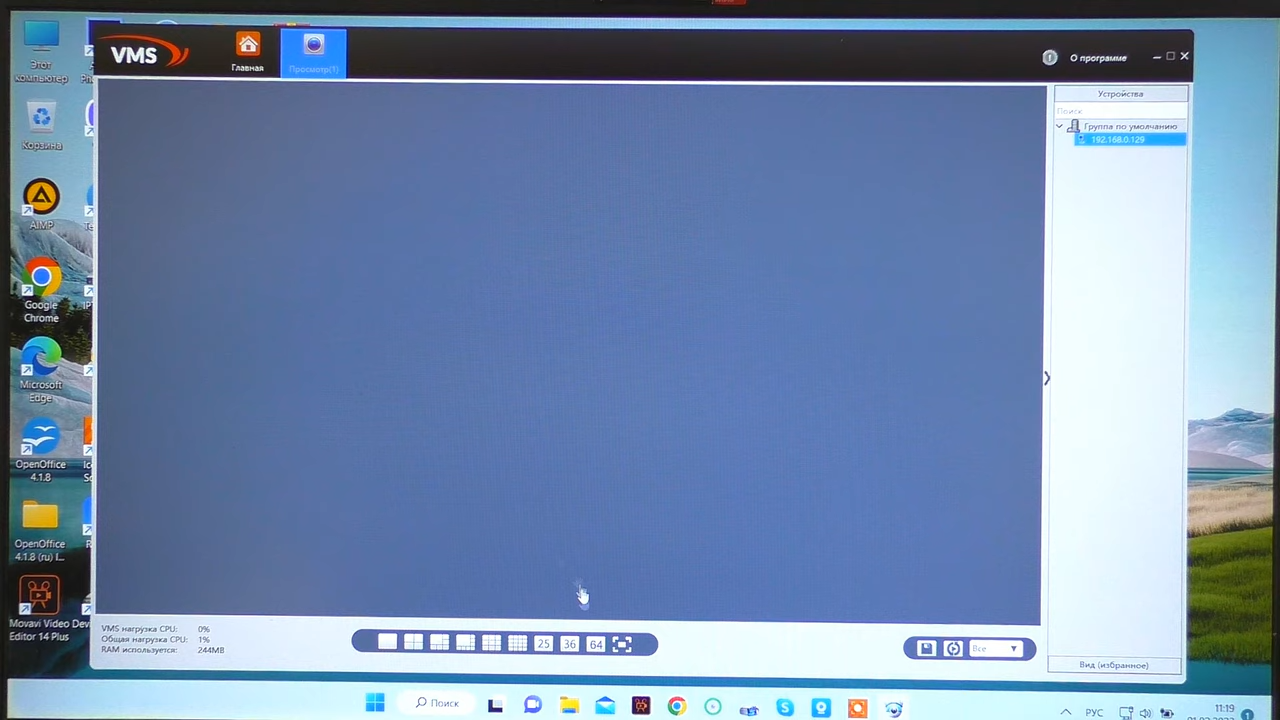 VMS
Главная
Просмотр(1)
О программе
Этот
компьютер
Корзина
AIMP
Google
Chrome
Microsoft
Edge
OpenOffice
4.1.8
OpenOffice
4.1.8 (ru) i...
Movavi Video
Editor 14 Plus
Dev
Устройства
Поиск
Группа по умолчанию
192.168.0.129
VMS нагрузка CPU: 0%
Общая нагрузка CPU: 1%
RAM используется: 244MB
25
36
64
Все
Вид (избранное)
Поиск
РУС
11:19